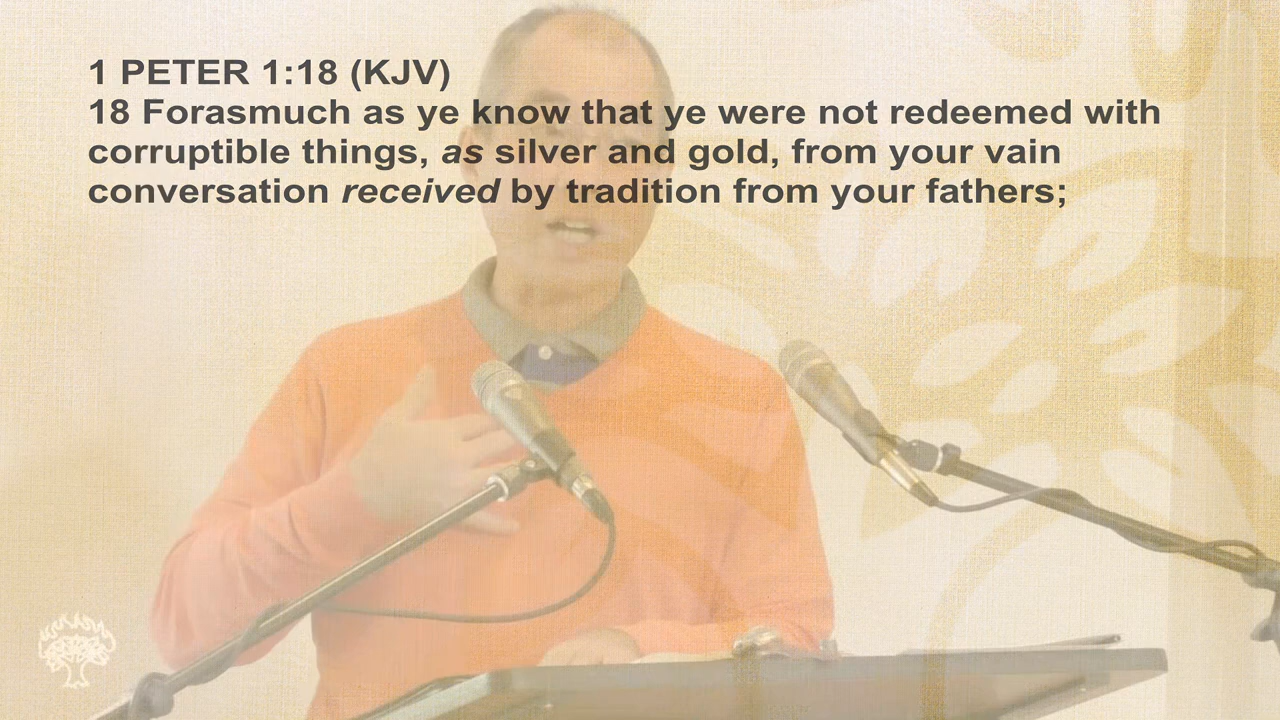 1 PETER 1:18 (KJV)
18 Forasmuch as ye know that ye were not redeemed with
corruptible things, as silver and gold, from your vain
conversation received by tradition from your fathers;